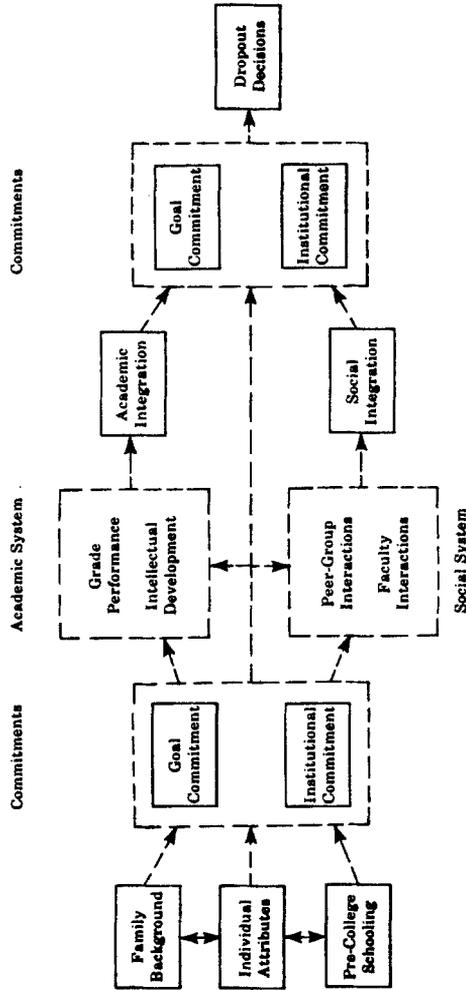 Commitments
Academic System
Commitments
Family
Background
Individual
Attributes
Pre-College
Schooling
Goal
Commitment
Institutional
Commitment
Grade
Performance
Intellectual
Development
Peer-Group
Interactions
Faculty
Interactions
Social System
Academic
Integration
Social
Integration
Goal
Commitment
Institutional
Commitment
Dropout
Decisions